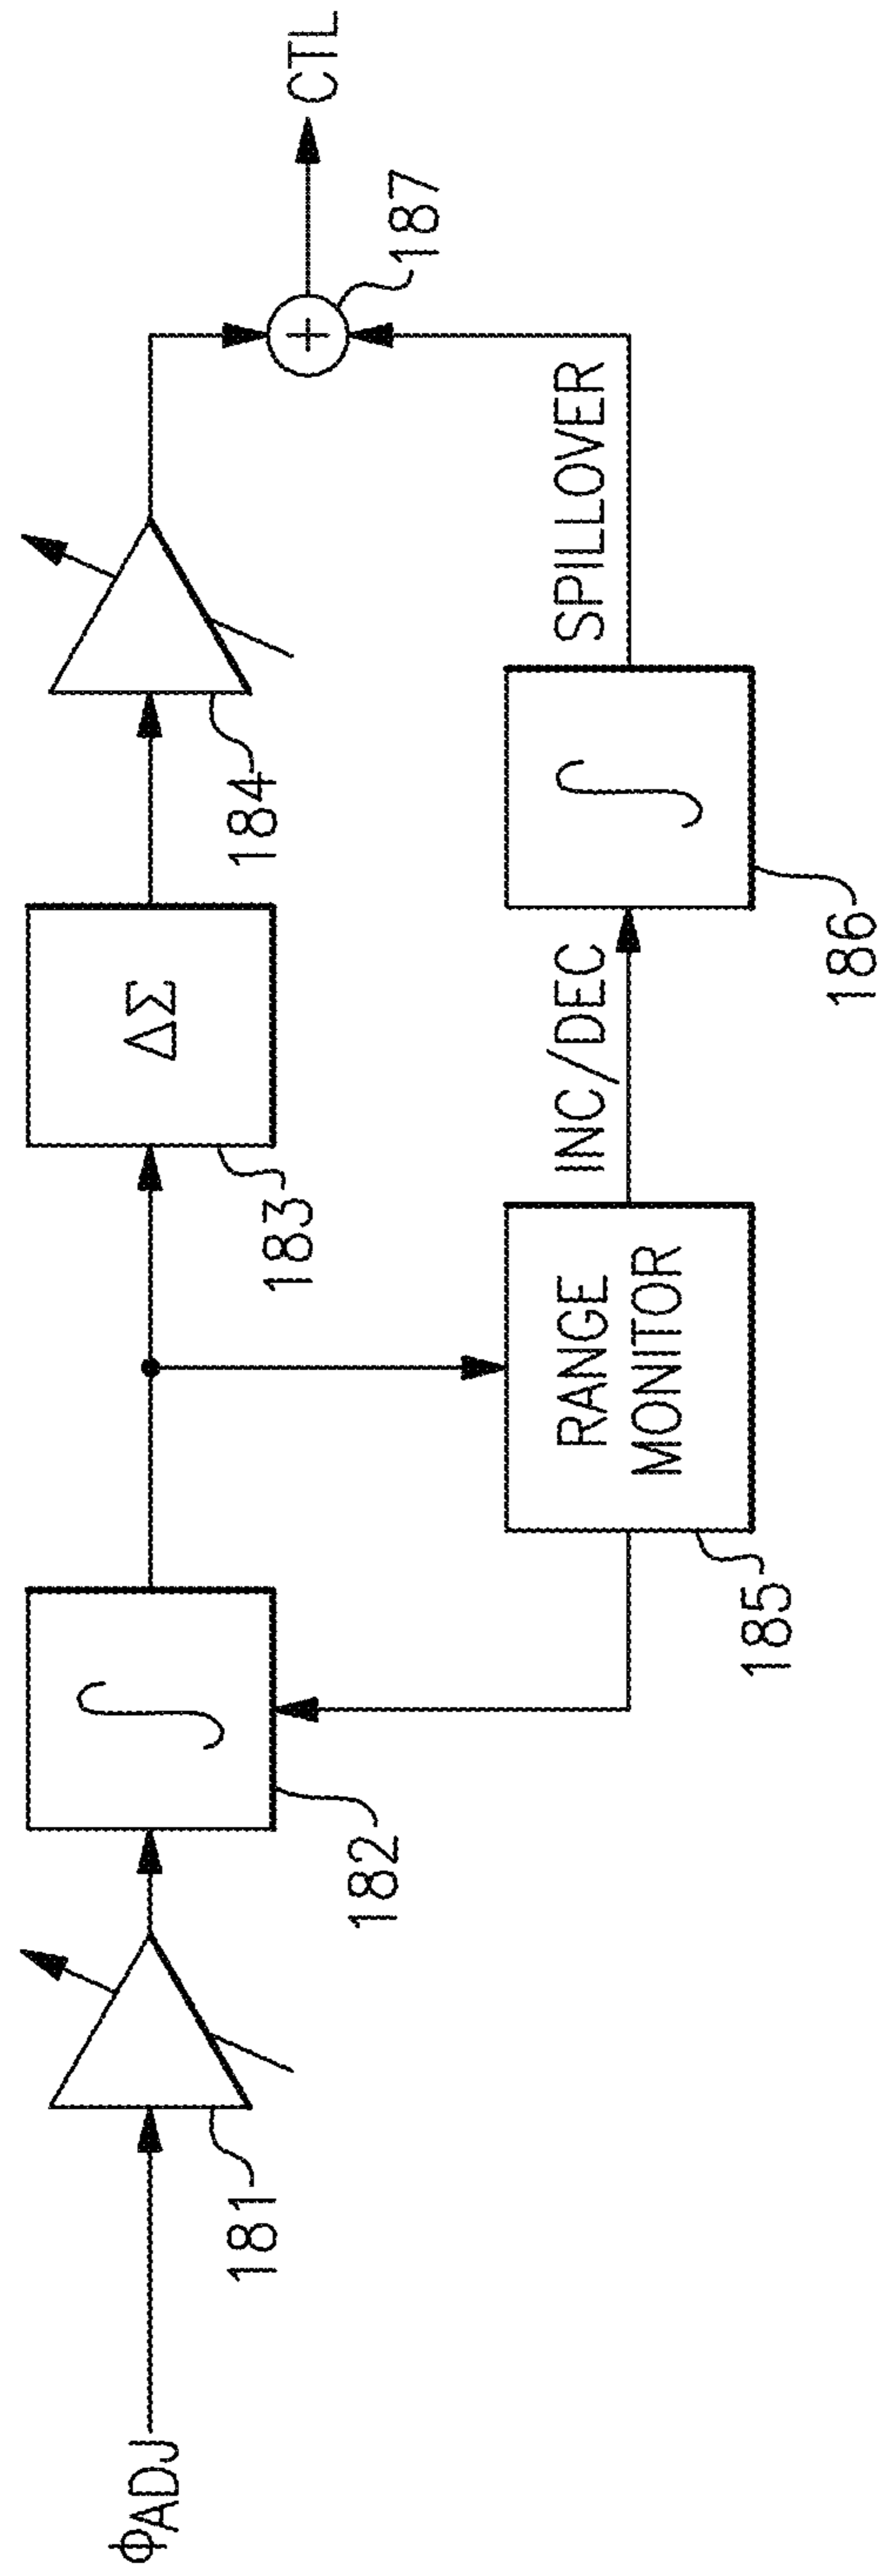 ΦADJ
181
∫
182
ΔΣ
183
184
RANGE
MONITOR
185
INC/DEC
∫
186
SPILLOVER
+
187
CTL